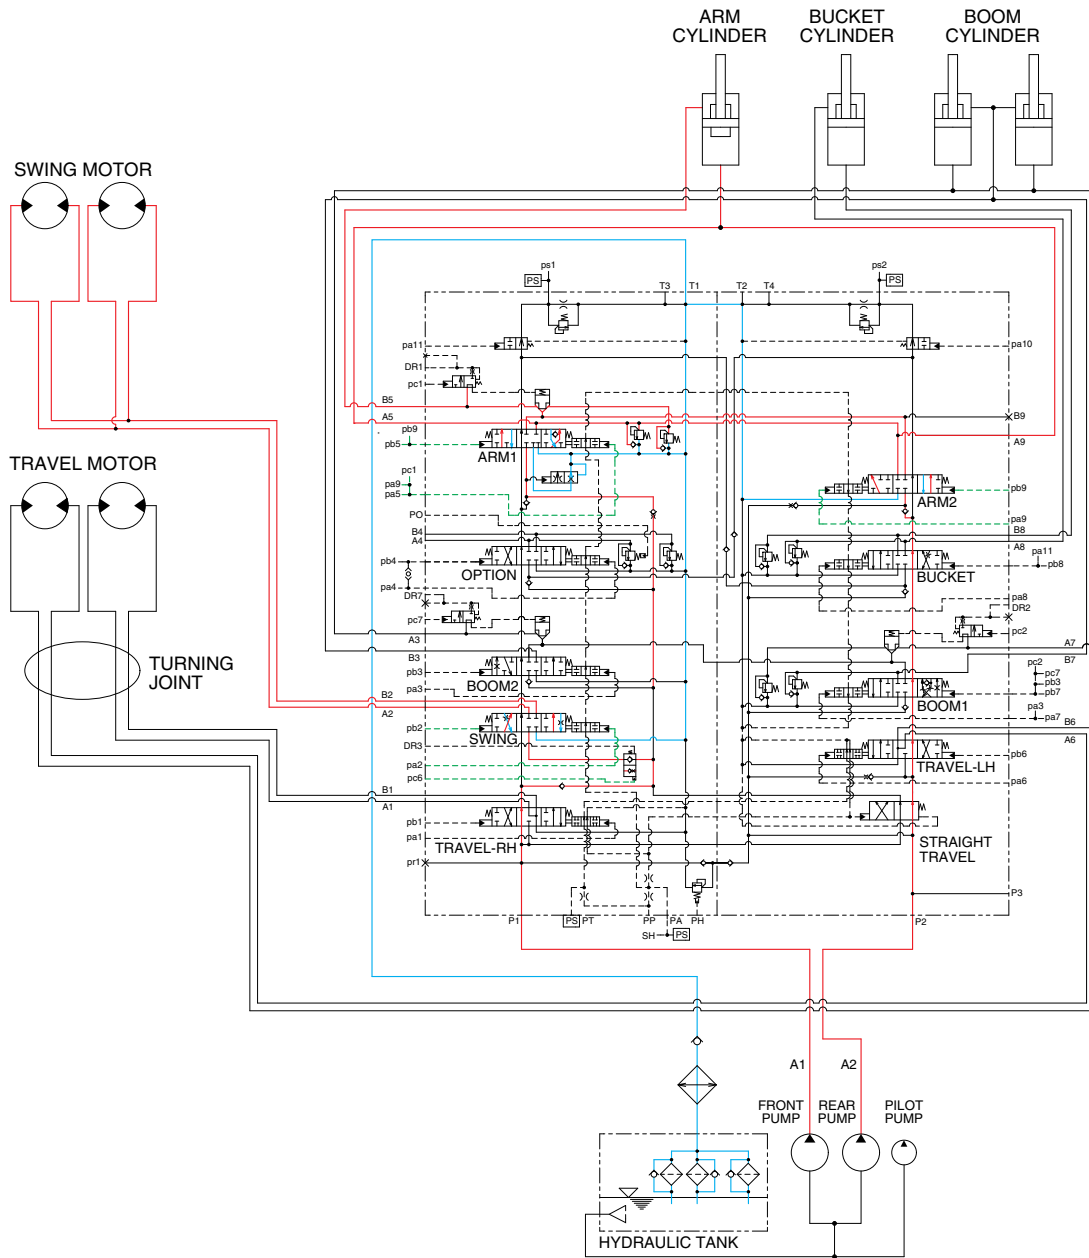 ARM
CYLINDER
BUCKET
CYLINDER
BOOM
CYLINDER
SWING MOTOR
TRAVEL MOTOR
TURNING
JOINT
ps1
PS
T3
T1
T2
T4
ps2
PS
pa11
DR1
pc1
B5
A5
pb9
pb5
ARM1
pc1
pa9
pa5
PO
B4
A4
pb4
OPTION
pa4
DR7
pc7
A3
B3
pb3
BOOM2
pa3
B2
A2
pb2
SWING
DR3
pa2
pc6
B1
A1
pb1
pa1
TRAVEL-RH
pr1
pa10
B9
A9
pb9
ARM2
pa9
B8
A8
pa11
pb8
BUCKET
pa8
DR2
pc2
A7
B7
pc2
pc7
pb3
pb7
BOOM1
pa3
pa7
B6
A6
pb6
TRAVEL-LH
pa6
STRAIGHT
TRAVEL
P3
P1
PS
PT
PP
PA
PH
P2
SH
PS
A1
A2
FRONT
PUMP
REAR
PUMP
PILOT
PUMP
HYDRAULIC TANK